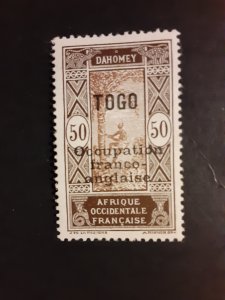 DAHOMEY
TOGO
50 50
Occupation
franco-
anglaise
AFRIQUE
OCCIDENTALE
FRANÇAISE